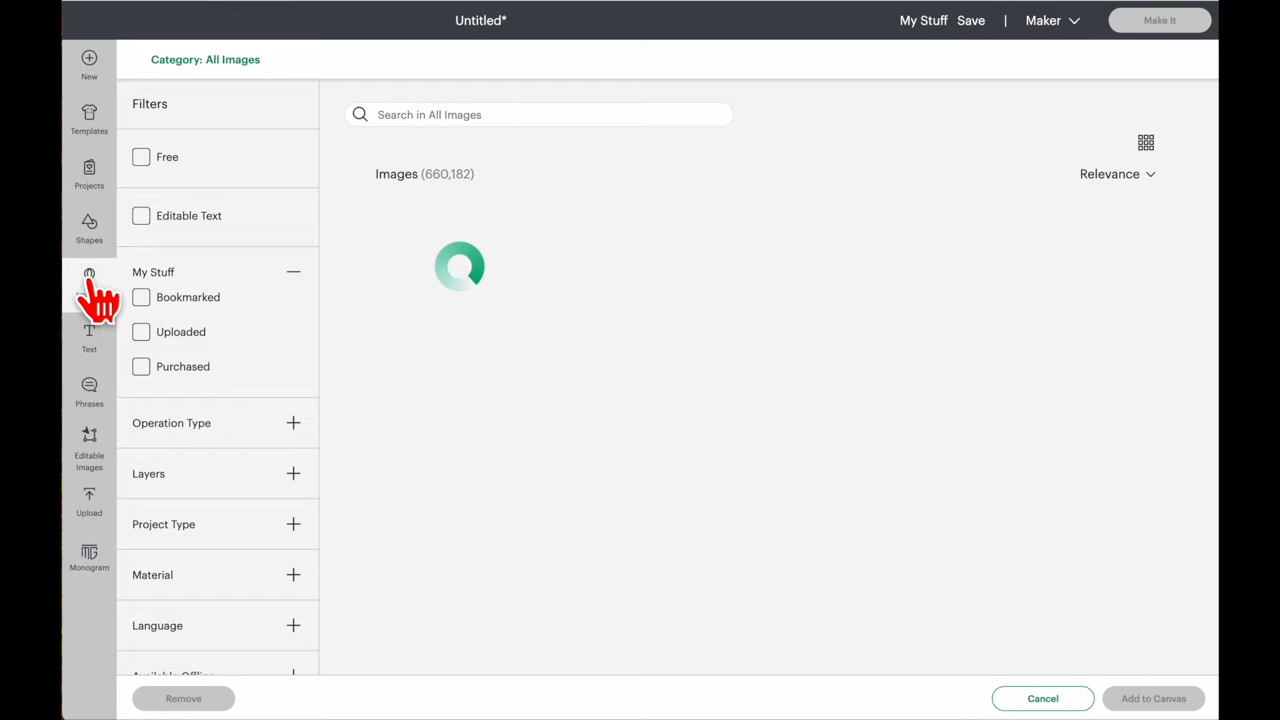 Untitled*
My Stuff
Save
|
Maker
Make It
New
Templates
Projects
Shapes
Text
Phrases
Editable
Images
Upload
Monogram
Category: All Images
Filters
Free
Editable Text
My Stuff
Bookmarked
Uploaded
Purchased
Operation Type
Layers
Project Type
Material
Language
Search in All Images
Images (660,182)
Relevance
Remove
Cancel
Add to Canvas